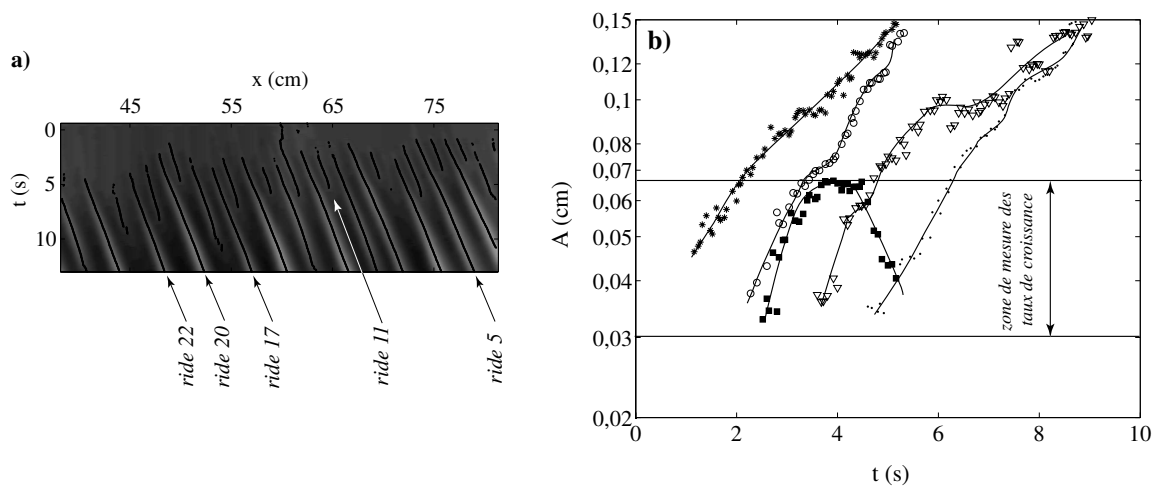 a)
x (cm)
45 55 65 75
t (s)
0
5
10
ride 22
ride 20
ride 17
ride 11
ride 5
b)
A (cm)
0,15
0,12
0,1
0,08
0,07
0,06
0,05
0,04
0,03
0,02
0 2 4 6 8 10
t (s)
zone de mesure des
taux de croissance